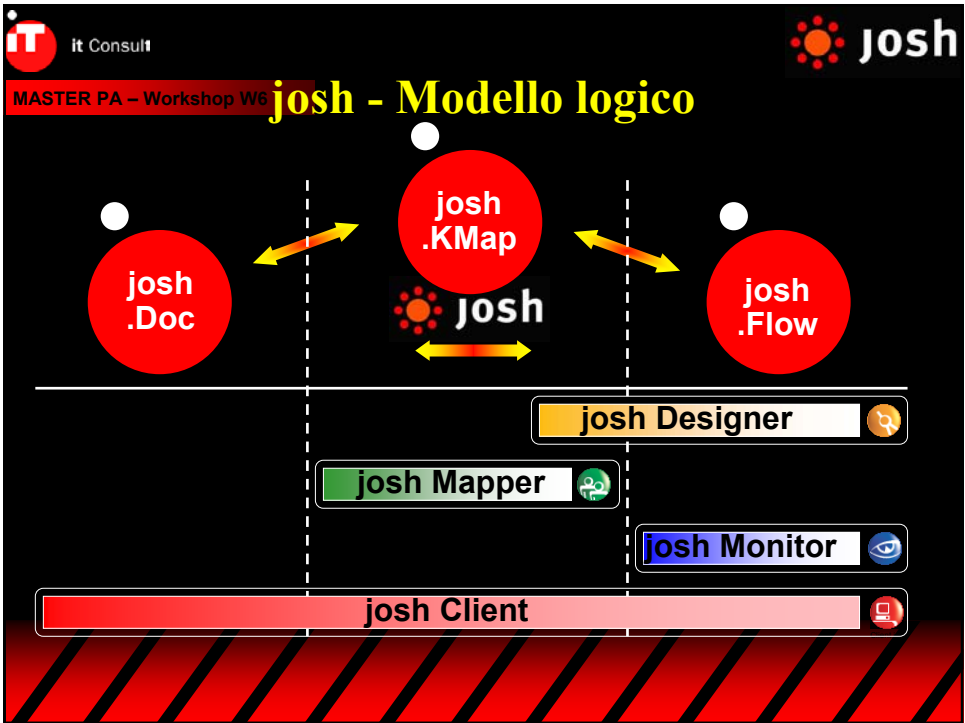 iT
it Consult
josh
MASTER PA – Workshop W6
josh - Modello logico
josh
.Doc
josh
.KMap
josh
josh
.Flow
josh Designer
josh Mapper
josh Monitor
josh Client